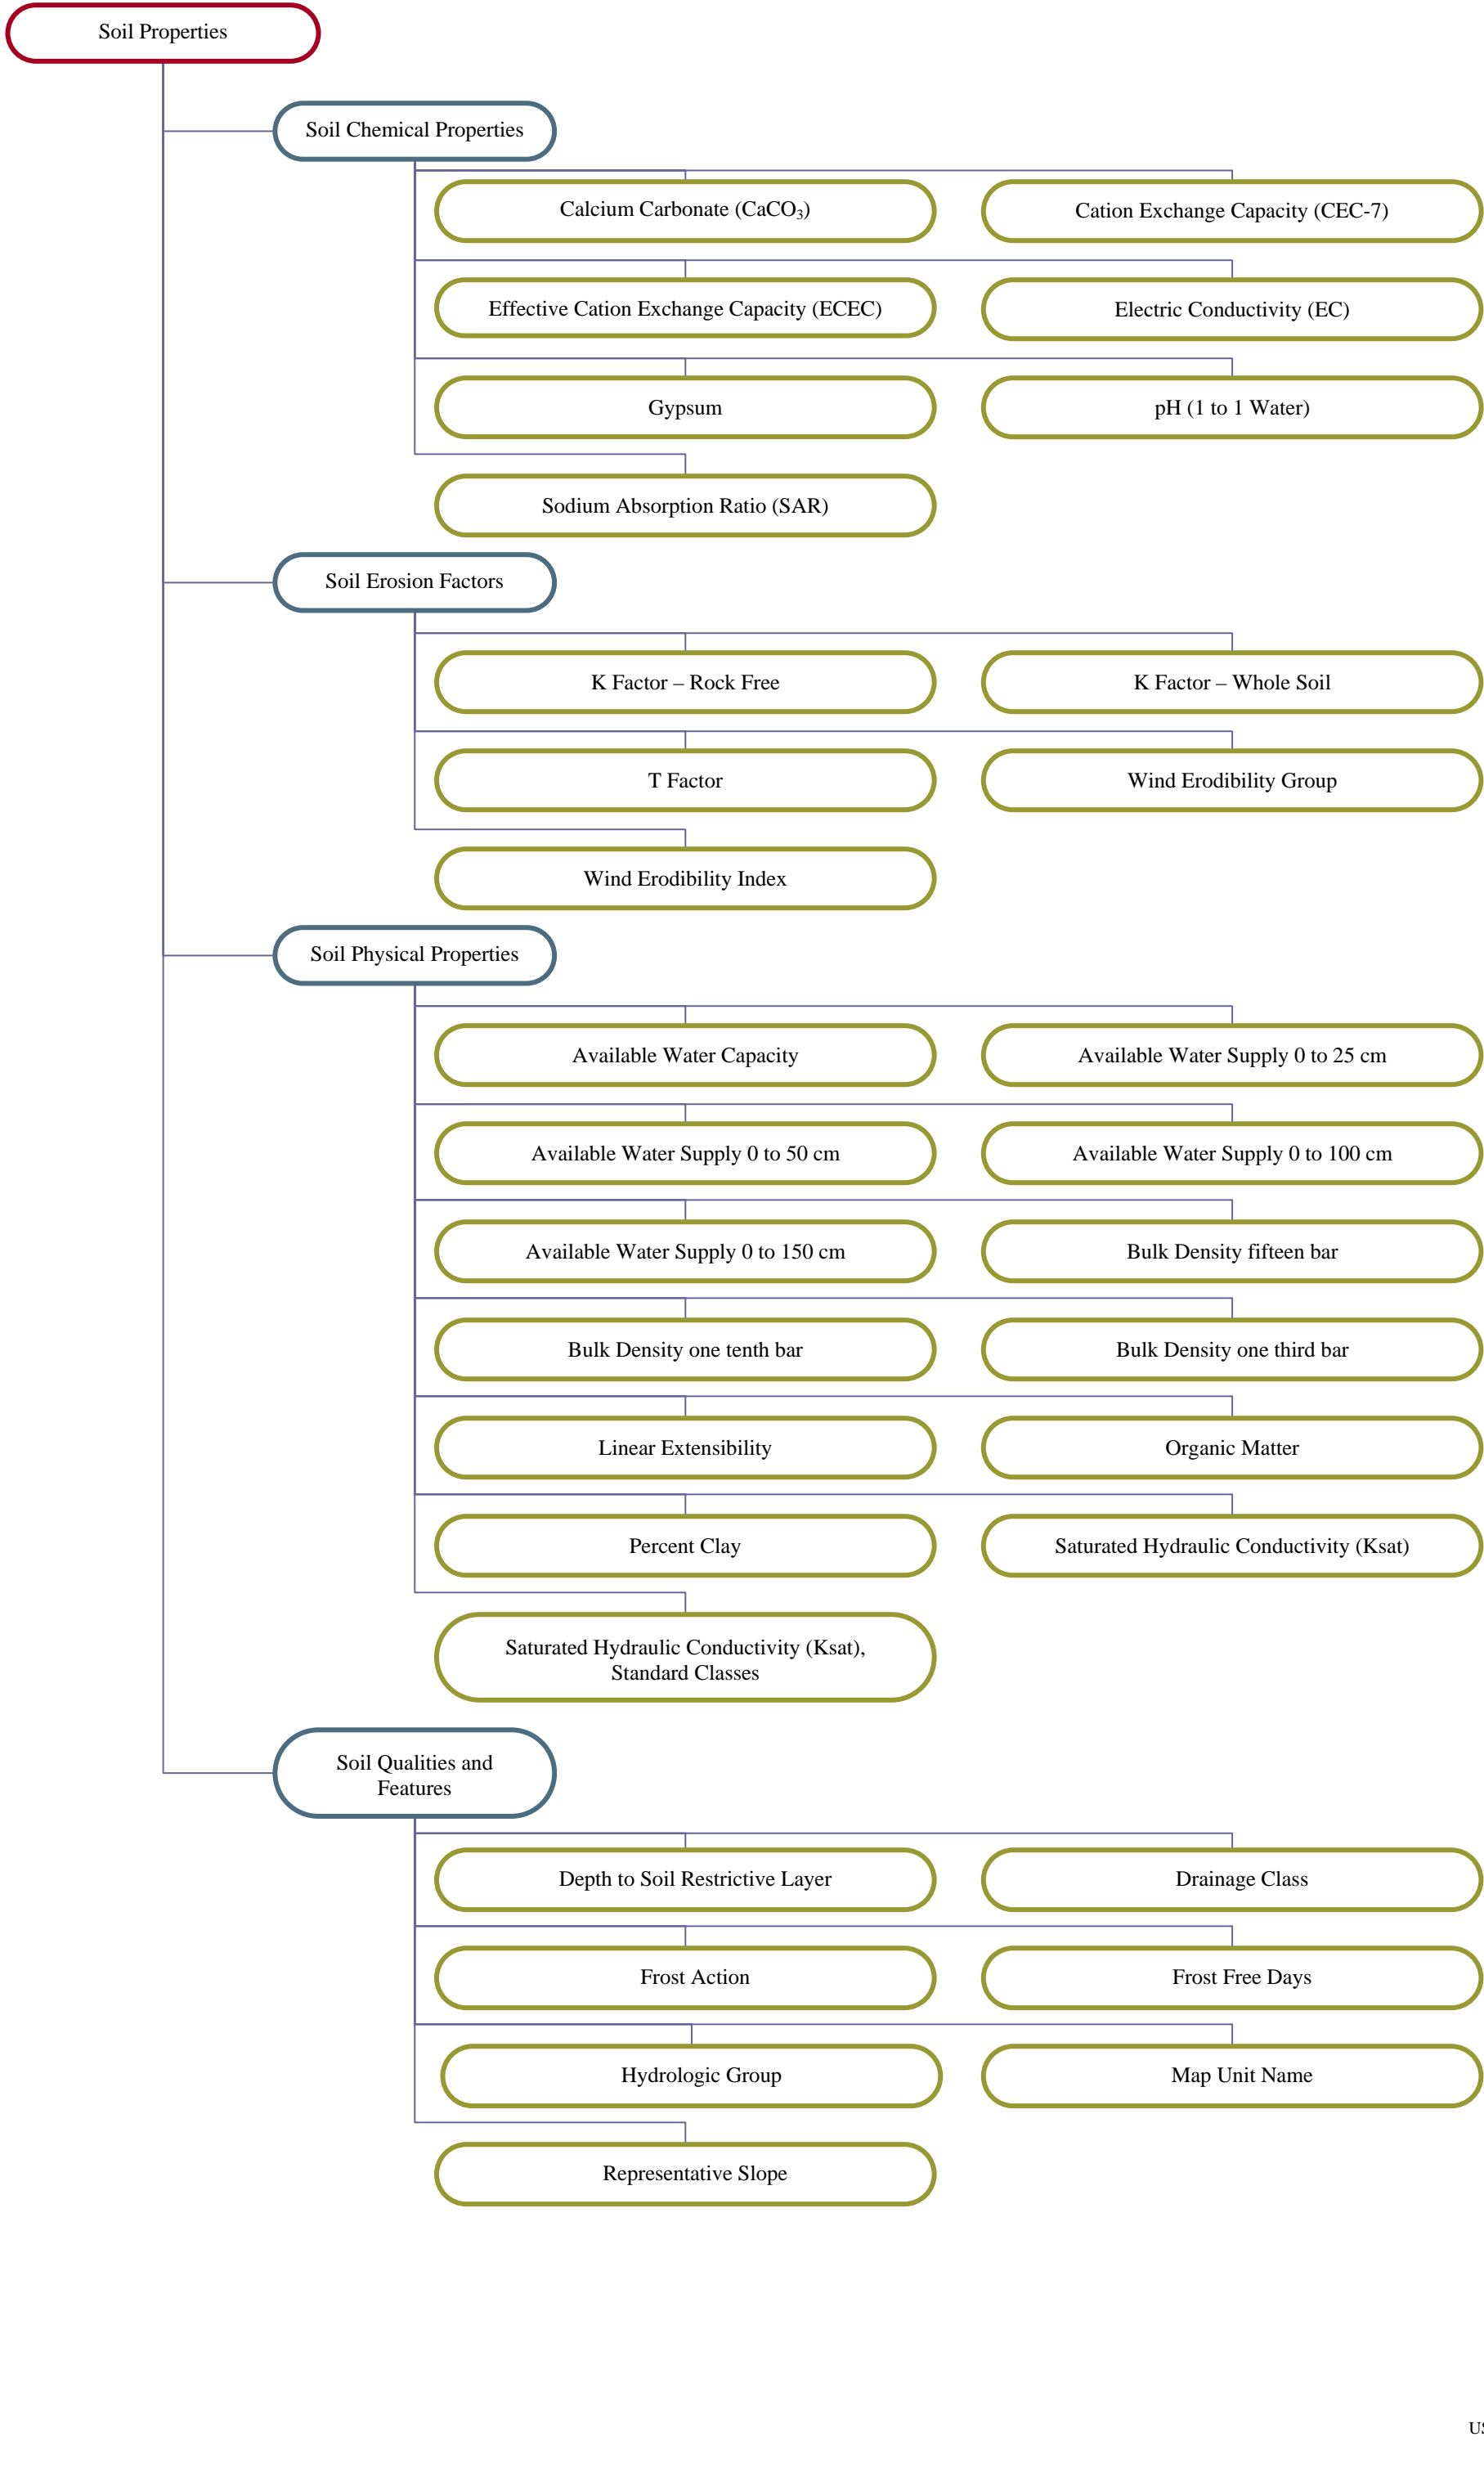 Soil Properties
Soil Chemical Properties
Calcium Carbonate (CaCO₃)
Cation Exchange Capacity (CEC-7)
Effective Cation Exchange Capacity (ECEC)
Electric Conductivity (EC)
Gypsum
pH (1 to 1 Water)
Sodium Absorption Ratio (SAR)
Soil Erosion Factors
K Factor – Rock Free
K Factor – Whole Soil
T Factor
Wind Erodibility Group
Wind Erodibility Index
Soil Physical Properties
Available Water Capacity
Available Water Supply 0 to 25 cm
Available Water Supply 0 to 50 cm
Available Water Supply 0 to 100 cm
Available Water Supply 0 to 150 cm
Bulk Density fifteen bar
Bulk Density one tenth bar
Bulk Density one third bar
Linear Extensibility
Organic Matter
Percent Clay
Saturated Hydraulic Conductivity (Ksat)
Saturated Hydraulic Conductivity (Ksat),
Standard Classes
Soil Qualities and
Features
Depth to Soil Restrictive Layer
Drainage Class
Frost Action
Frost Free Days
Hydrologic Group
Map Unit Name
Representative Slope